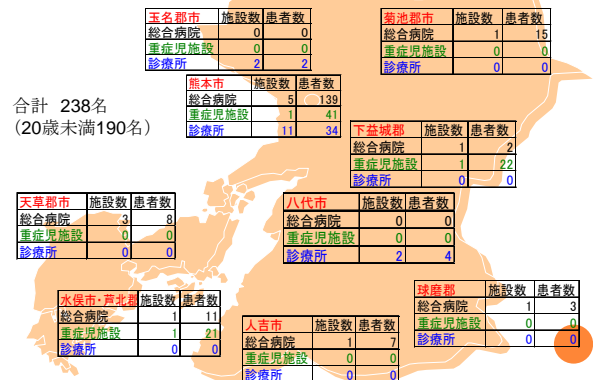 玉名郡市 施設数 患者数
総合病院 0 0
重症児施設 0 0
診療所 2 2
菊池郡市 施設数 患者数
総合病院 1 15
重症児施設 0 0
診療所 0 0
熊本市 施設数 患者数
総合病院 5 139
重症児施設 1 41
診療所 11 34
合計 238名
（20歳未満190名）
下益城郡 施設数 患者数
総合病院 1 2
重症児施設 1 22
診療所 0 0
天草郡市 施設数 患者数
総合病院 3 8
重症児施設 0 0
診療所 0 0
八代市 施設数 患者数
総合病院 0 0
重症児施設 0 0
診療所 2 4
水俣市・芦北郡 施設数 患者数
総合病院 1 11
重症児施設 1 21
診療所 0 0
球磨郡 施設数 患者数
総合病院 1 3
重症児施設 0 0
診療所 0 0
人吉市 施設数 患者数
総合病院 1 7
重症児施設 0 0
診療所 0 0